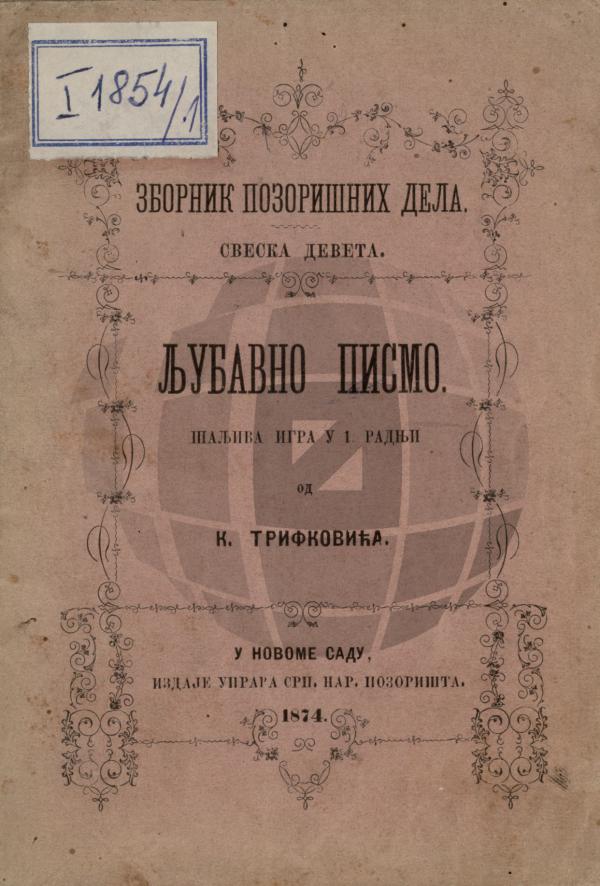 I 1854/1
ЗБОРНИК ПОЗОРИШНИХ ДЕЛА.
СВЕСКА ДЕВЕТА.
ЉУБАВНО ПИСМО.
ШАЉИВА ИГРА У 1. РАДЊИ
ОД
К. ТРИФКОВИЋА.
У НОВОМЕ САДУ,
ИЗДАЈЕ УПРАВА СРП. НАР. ПОЗОРИШТА.
1874.